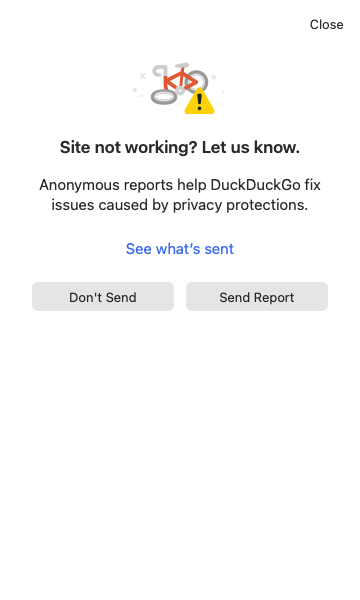 Close
Site not working? Let us know.
Anonymous reports help DuckDuckGo fix
issues caused by privacy protections.
See what’s sent
Don't Send
Send Report